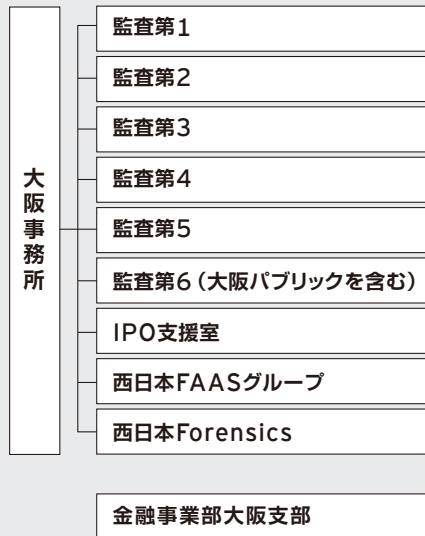 大阪事務所
監査第1
監査第2
監査第3
監査第4
監査第5
監査第6（大阪パブリックを含む）
IPO支援室
西日本FAASグループ
西日本Forensics
金融事業部大阪支部